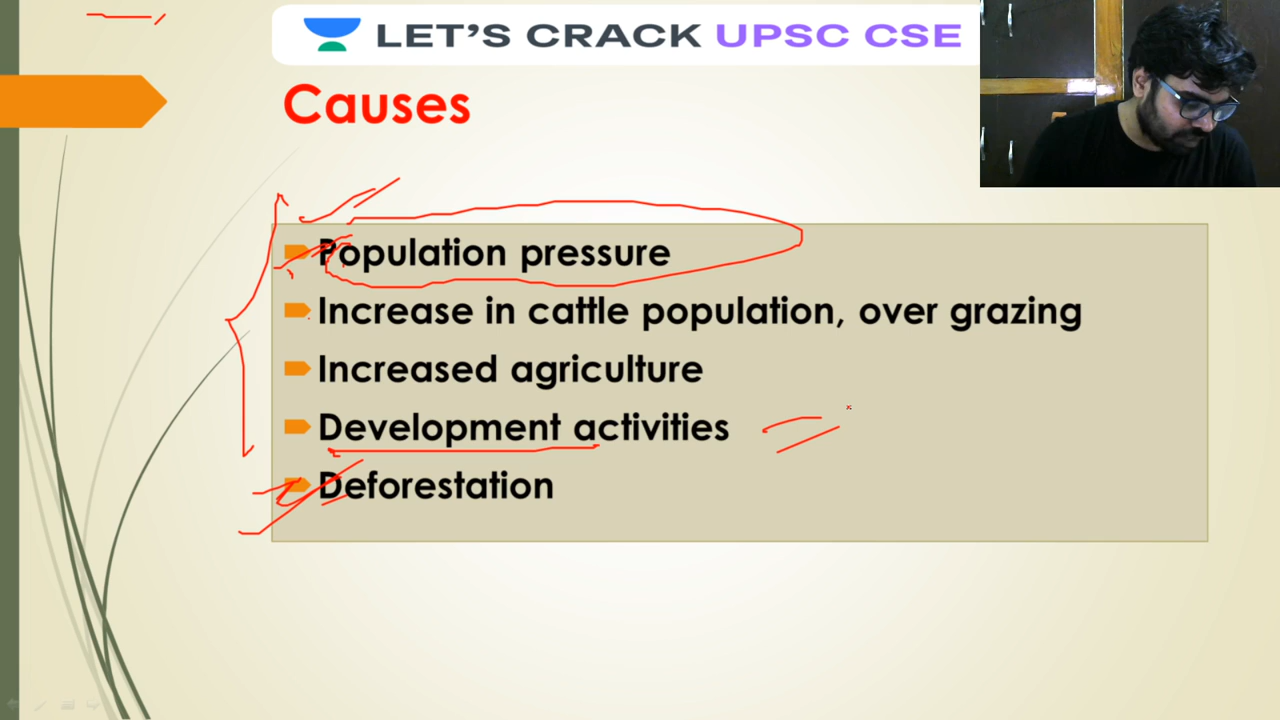 LET'S CRACK UPSC CSE
Causes
Population pressure
Increase in cattle population, over grazing
Increased agriculture
Development activities
Deforestation